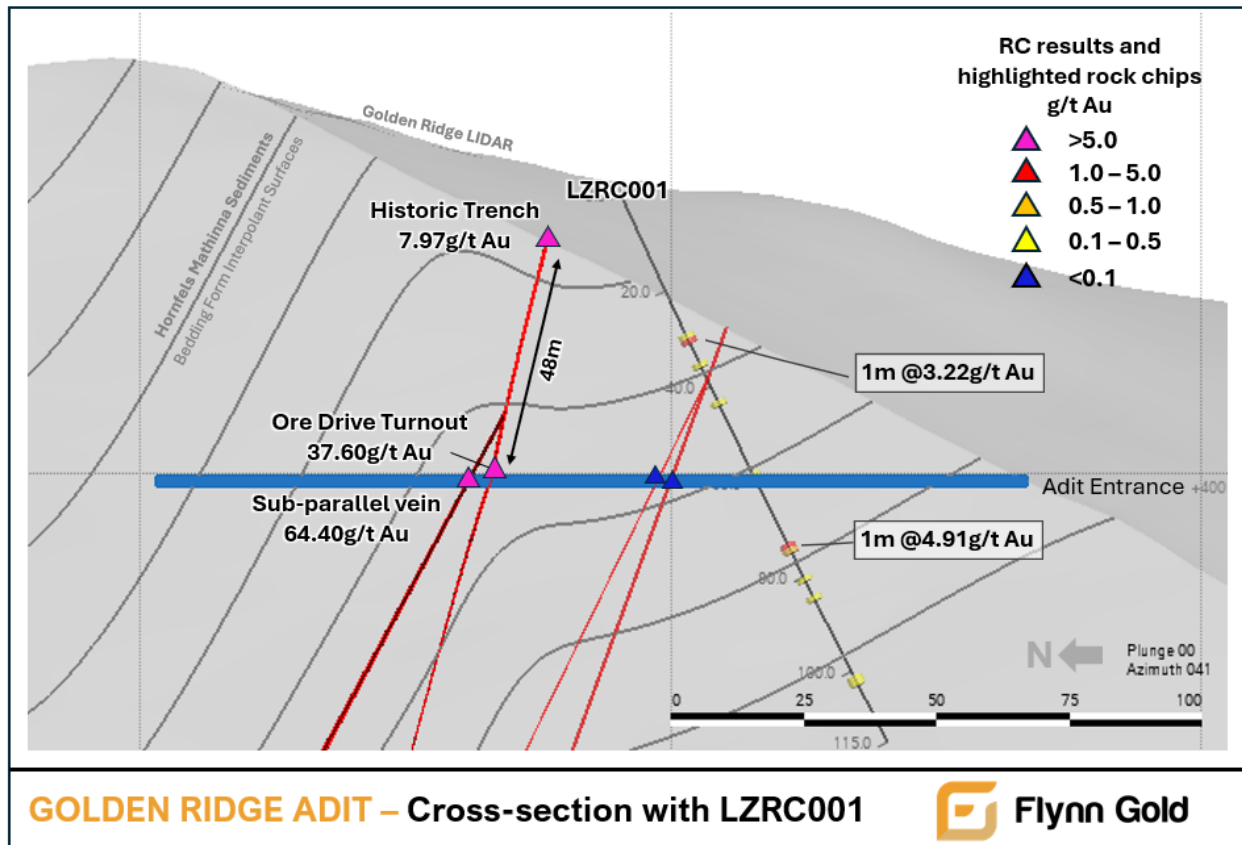 RC results and
highlighted rock chips
g/t Au
>5.0
1.0 – 5.0
0.5 – 1.0
0.1 – 0.5
<0.1
Golden Ridge LIDAR
Hornfels Mathinna Sediments
Bedding Form Interpolant Surfaces
LZRC001
Historic Trench
7.97g/t Au
20.0
48m
1m @3.22g/t Au
Ore Drive Turnout
37.60g/t Au
Sub-parallel vein
64.40g/t Au
Adit Entrance
+400
1m @4.91g/t Au
80.0
100.0
115.0
N
Plunge 00
Azimuth 041
0 25 50 75 100
GOLDEN RIDGE ADIT – Cross-section with LZRC001
Flynn Gold